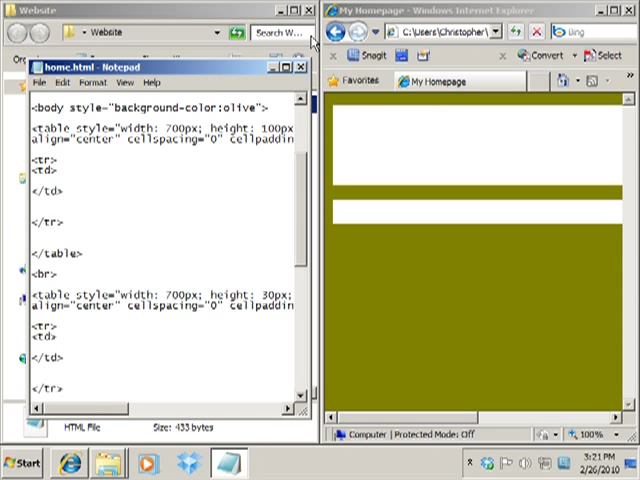 Website
Website
Search W...
Orga
home.html - Notepad
File Edit Format View Help
<body style="background-color:olive">
<table style="width: 700px; height: 100px
align="center" cellspacing="0" cellpaddin
<tr>
<td>
</td>
</tr>
</table>
<br>
<table style="width: 700px; height: 30px;
align="center" cellspacing="0" cellpaddin
<tr>
<td>
</td>
</tr>
HTML File Size: 433 bytes
My Homepage - Windows Internet Explorer
C:\Users\Christopher\
Bing
x Snagit
x Convert Select
Favorites My Homepage
Computer | Protected Mode: Off
100%
Start
3:21 PM
2/26/2010